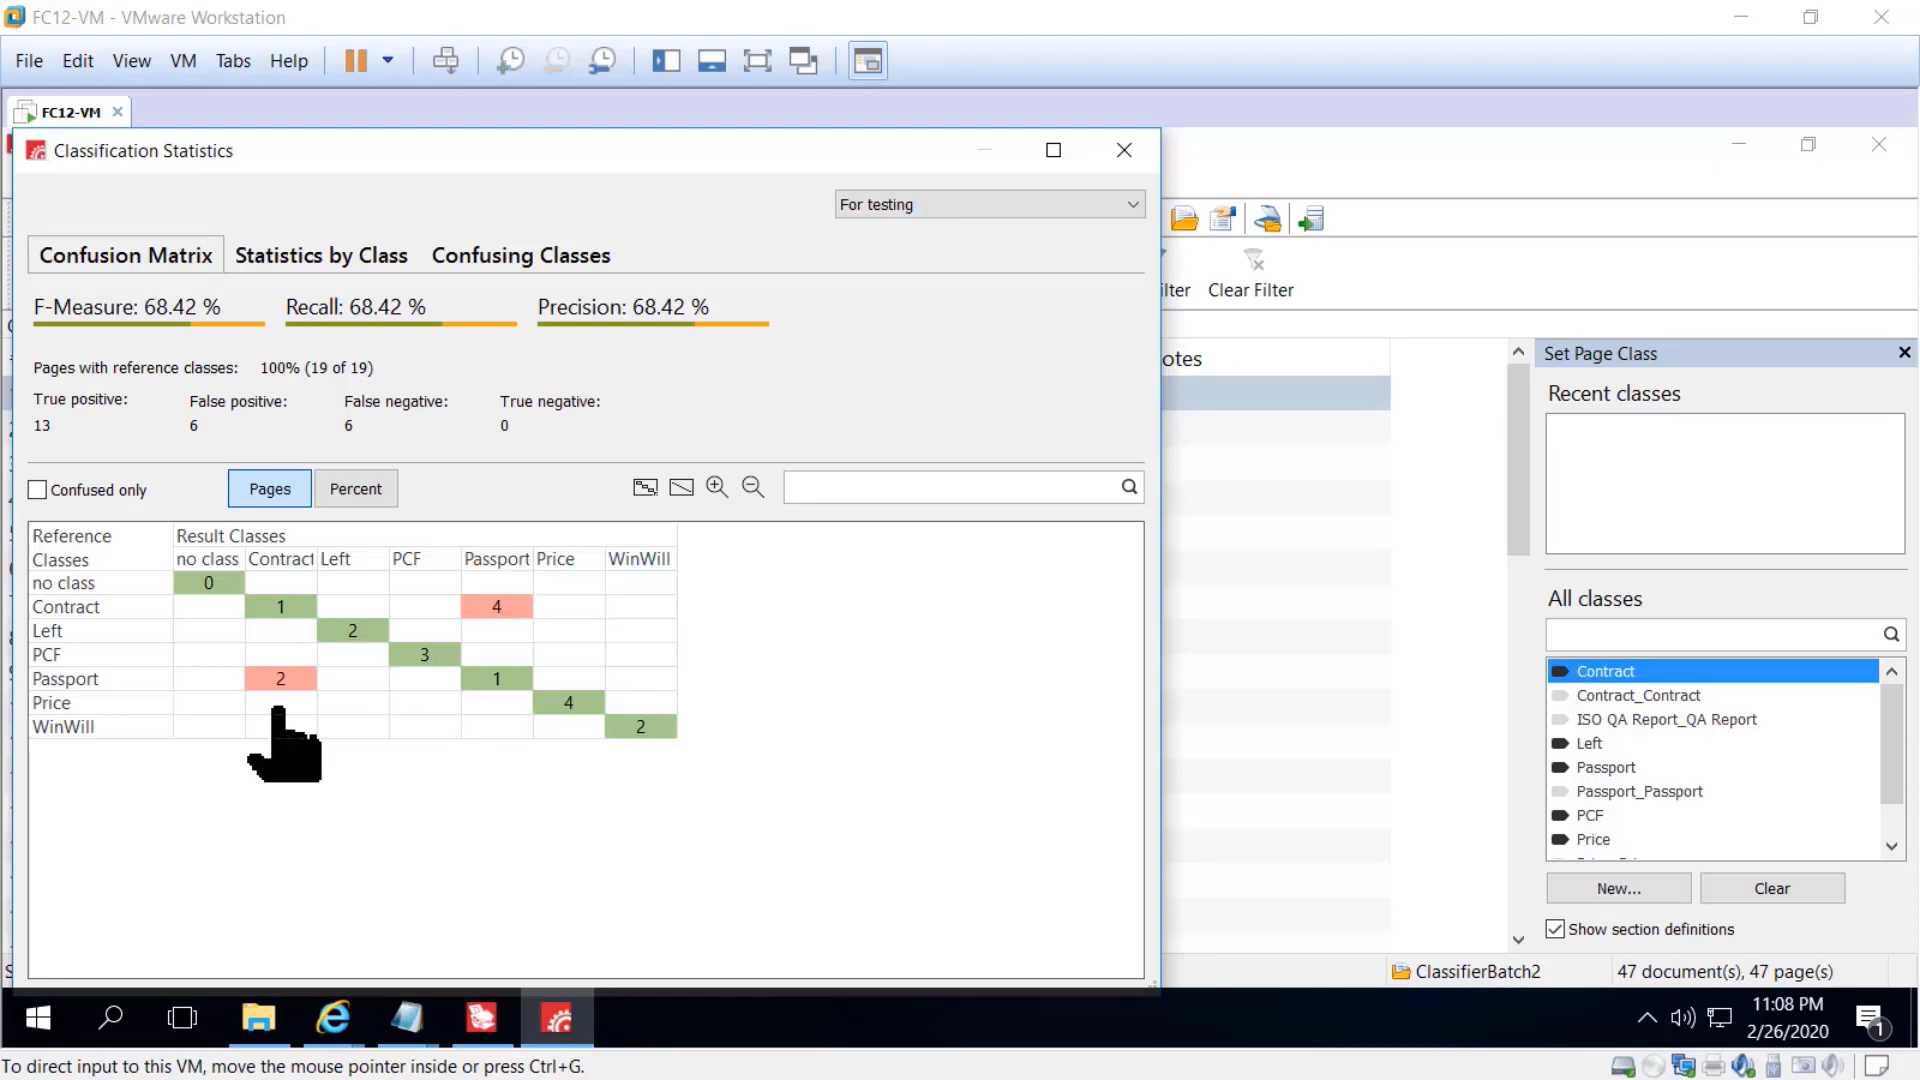 FC12-VM - VMware Workstation
File Edit View VM Tabs Help
FC12-VM
Classification Statistics
For testing
Confusion Matrix Statistics by Class Confusing Classes
F-Measure: 68.42 % Recall: 68.42 % Precision: 68.42 %
Pages with reference classes: 100% (19 of 19)
True positive: False positive: False negative: True negative:
13 6 6 0
Confused only Pages Percent
Reference Result Classes
Classes no class Contract Left PCF Passport Price WinWill
no class 0
Contract 1 4
Left 2
PCF 3
Passport 2 1
Price 4
WinWill 2
ilter Clear Filter
otes
Set Page Class
Recent classes
All classes
Contract
Contract_Contract
ISO QA Report_QA Report
Left
Passport
Passport_Passport
PCF
Price
New... Clear
Show section definitions
ClassifierBatch2 47 document(s), 47 page(s)
11:08 PM
2/26/2020
1
To direct input to this VM, move the mouse pointer inside or press Ctrl+G.